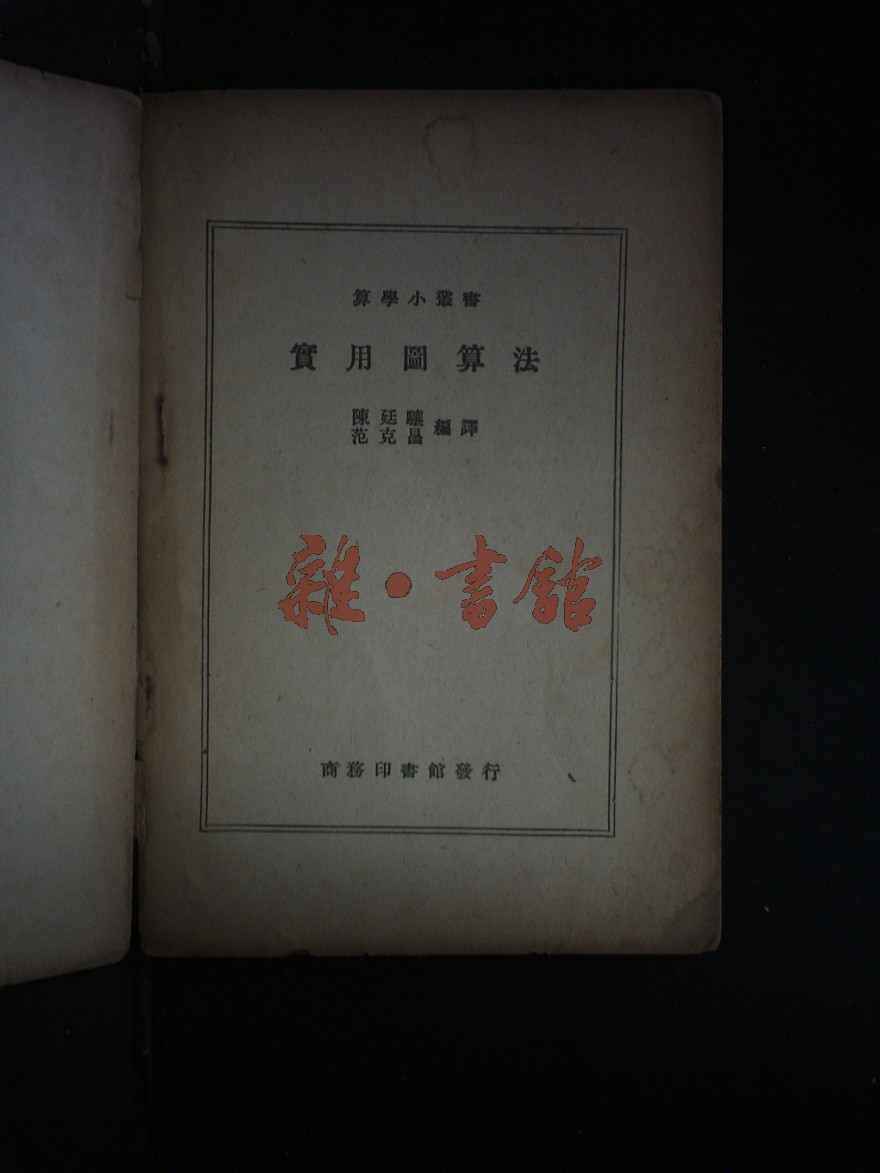 算學小叢書
實用圖算法
陳廷驤
范克昌
編譯
雜·書館
商務印書館發行